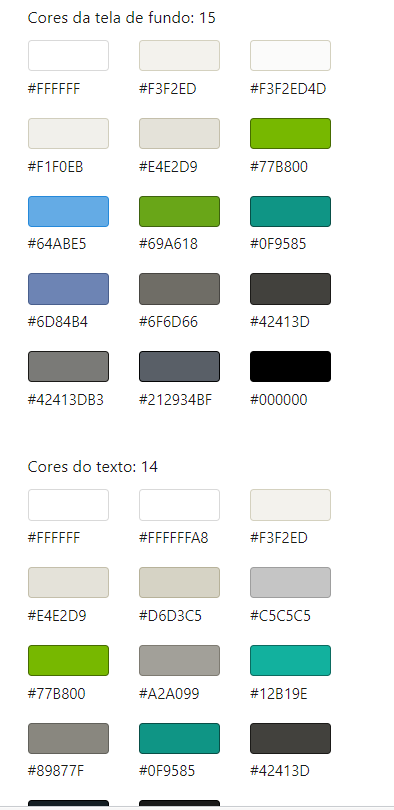 Cores da tela de fundo: 15
#FFFFFF #F3F2ED #F3F2ED4D
#F1F0EB #E4E2D9 #77B800
#64ABE5 #69A618 #0F9585
#6D84B4 #6F6D66 #42413D
#42413DB3 #212934BF #000000
Cores do texto: 14
#FFFFFF #FFFFFFA8 #F3F2ED
#E4E2D9 #D6D3C5 #C5C5C5
#77B800 #A2A099 #12B19E
#89877F #0F9585 #42413D